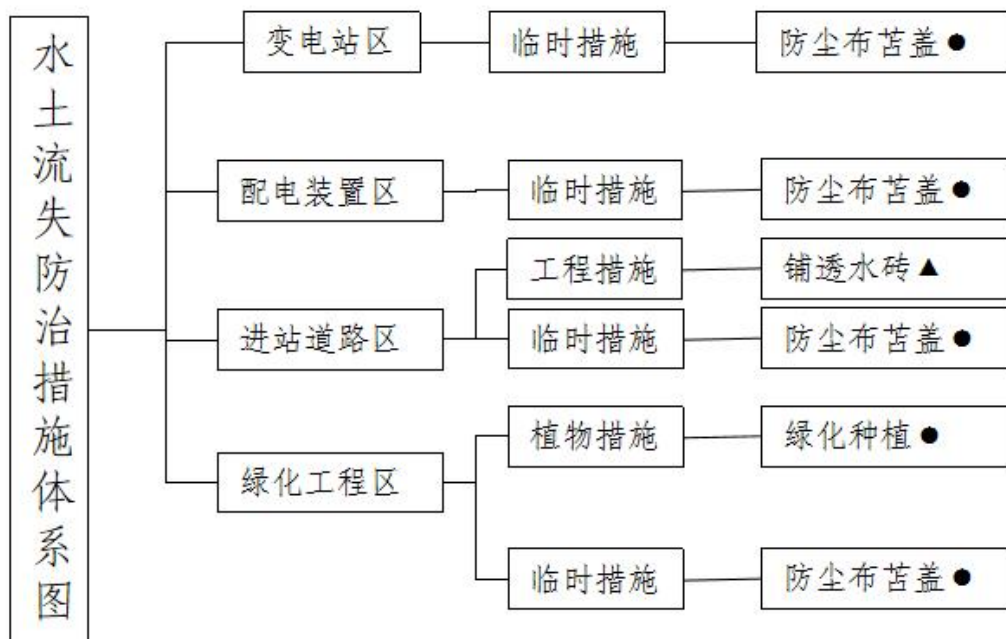 水土流失防治措施体系图
变电站区
临时措施
防尘布苫盖●
配电装置区
临时措施
防尘布苫盖●
进站道路区
工程措施
铺透水砖▲
临时措施
防尘布苫盖●
绿化工程区
植物措施
绿化种植●
临时措施
防尘布苫盖●